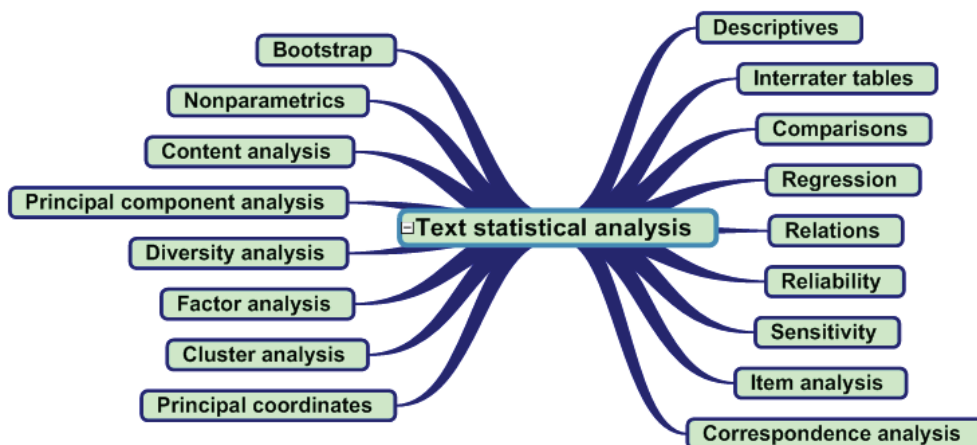 Bootstrap
Nonparametrics
Content analysis
Principal component analysis
Diversity analysis
Factor analysis
Cluster analysis
Principal coordinates
Text statistical analysis
Descriptives
Interrater tables
Comparisons
Regression
Relations
Reliability
Sensitivity
Item analysis
Correspondence analysis